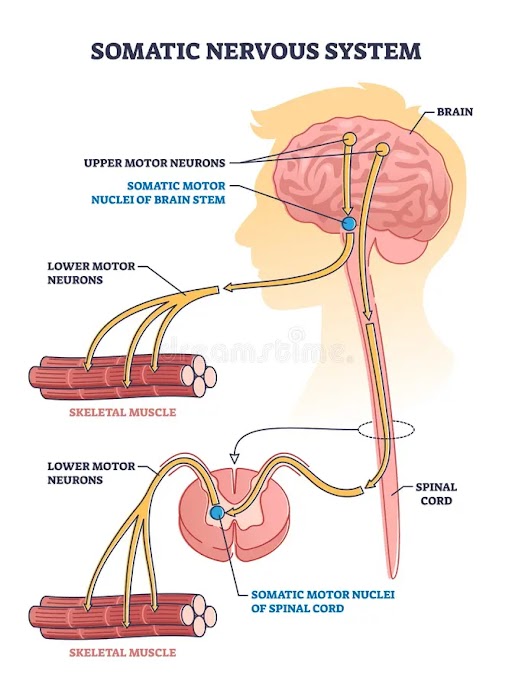 SOMATIC NERVOUS SYSTEM
BRAIN
UPPER MOTOR NEURONS
SOMATIC MOTOR
NUCLEI OF BRAIN STEM
LOWER MOTOR
NEURONS
dreamstime.
SKELETAL MUSCLE
LOWER MOTOR
NEURONS
SPINAL
CORD
SOMATIC MOTOR NUCLEI
OF SPINAL CORD
SKELETAL MUSCLE